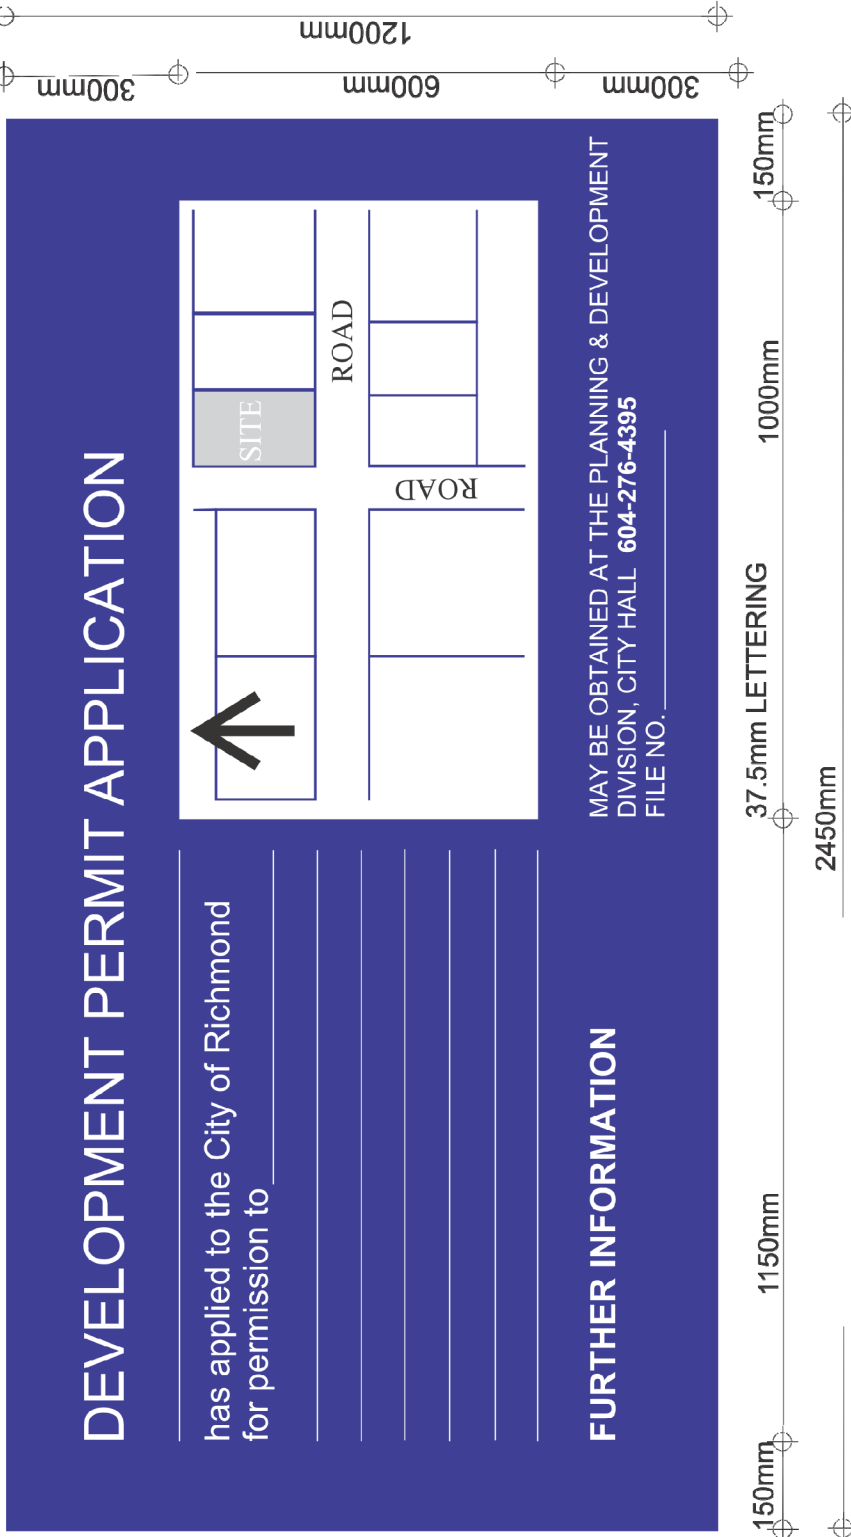 DEVELOPMENT PERMIT APPLICATION
has applied to the City of Richmond
for permission to
SITE
ROAD
ROAD
FURTHER INFORMATION
MAY BE OBTAINED AT THE PLANNING & DEVELOPMENT
DIVISION, CITY HALL 604-276-4395
FILE NO.
300mm
600mm
300mm
1200mm
150mm
1150mm
37.5mm LETTERING
1000mm
150mm
2450mm